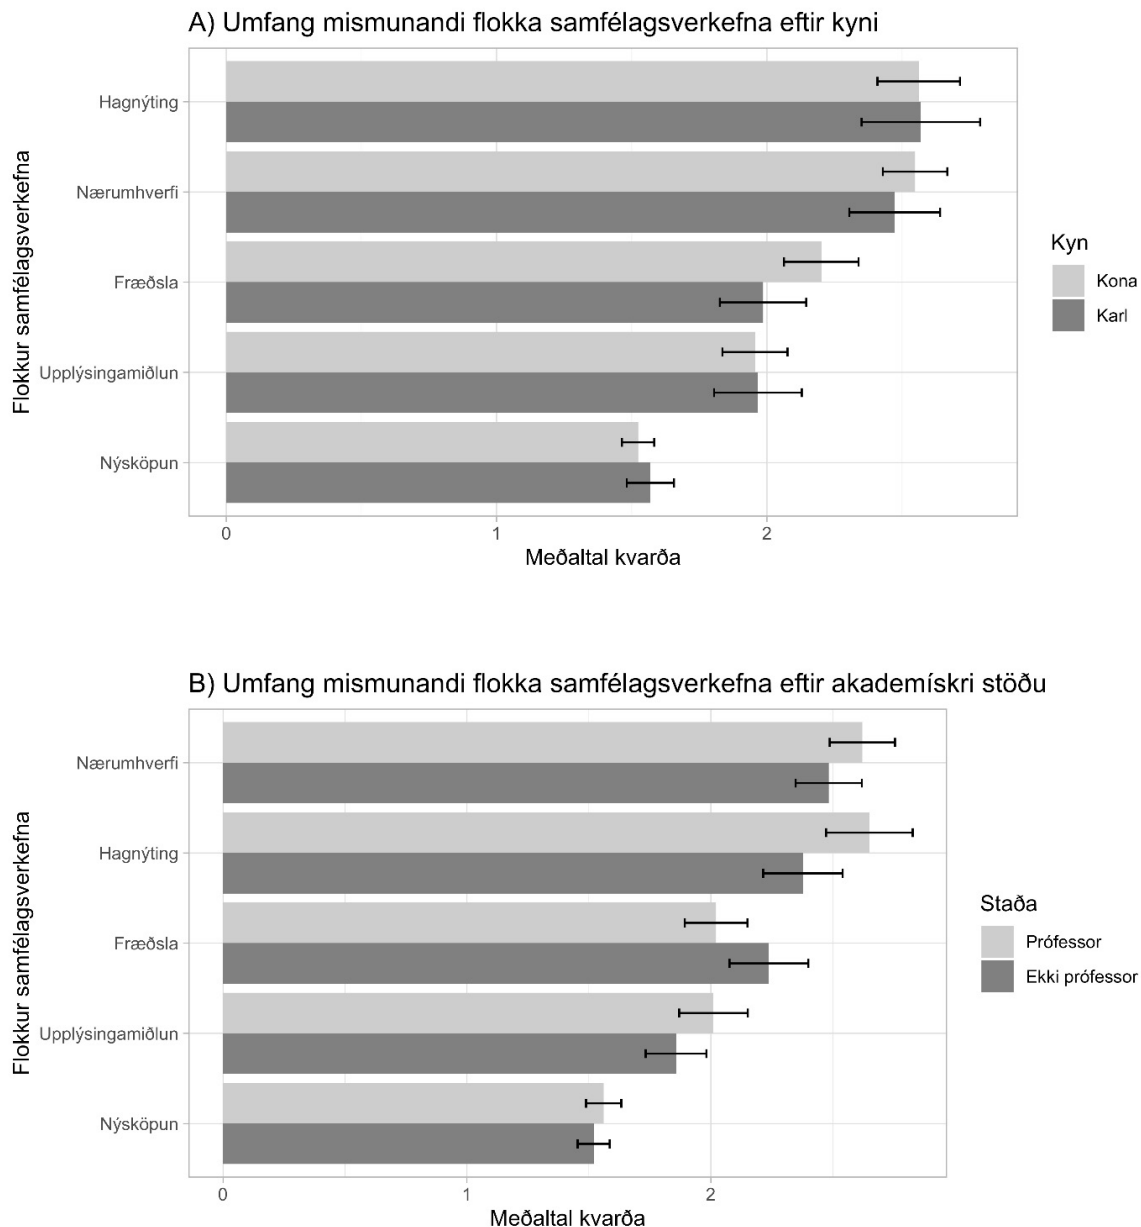 A) Umfang mismunandi flokka samfélagsverkefna eftir kyni
Flokkur samfélagsverkefna
Hagnýting
Nærumhverfi
Fræðsla
Upplýsingamiðlun
Nýsköpun
0 1 2
Meðaltal kvarða
Kyn
Kona
Karl
B) Umfang mismunandi flokka samfélagsverkefna eftir akademískri stöðu
Flokkur samfélagsverkefna
Nærumhverfi
Hagnýting
Fræðsla
Upplýsingamiðlun
Nýsköpun
0 1 2
Meðaltal kvarða
Staða
Prófessor
Ekki prófessor